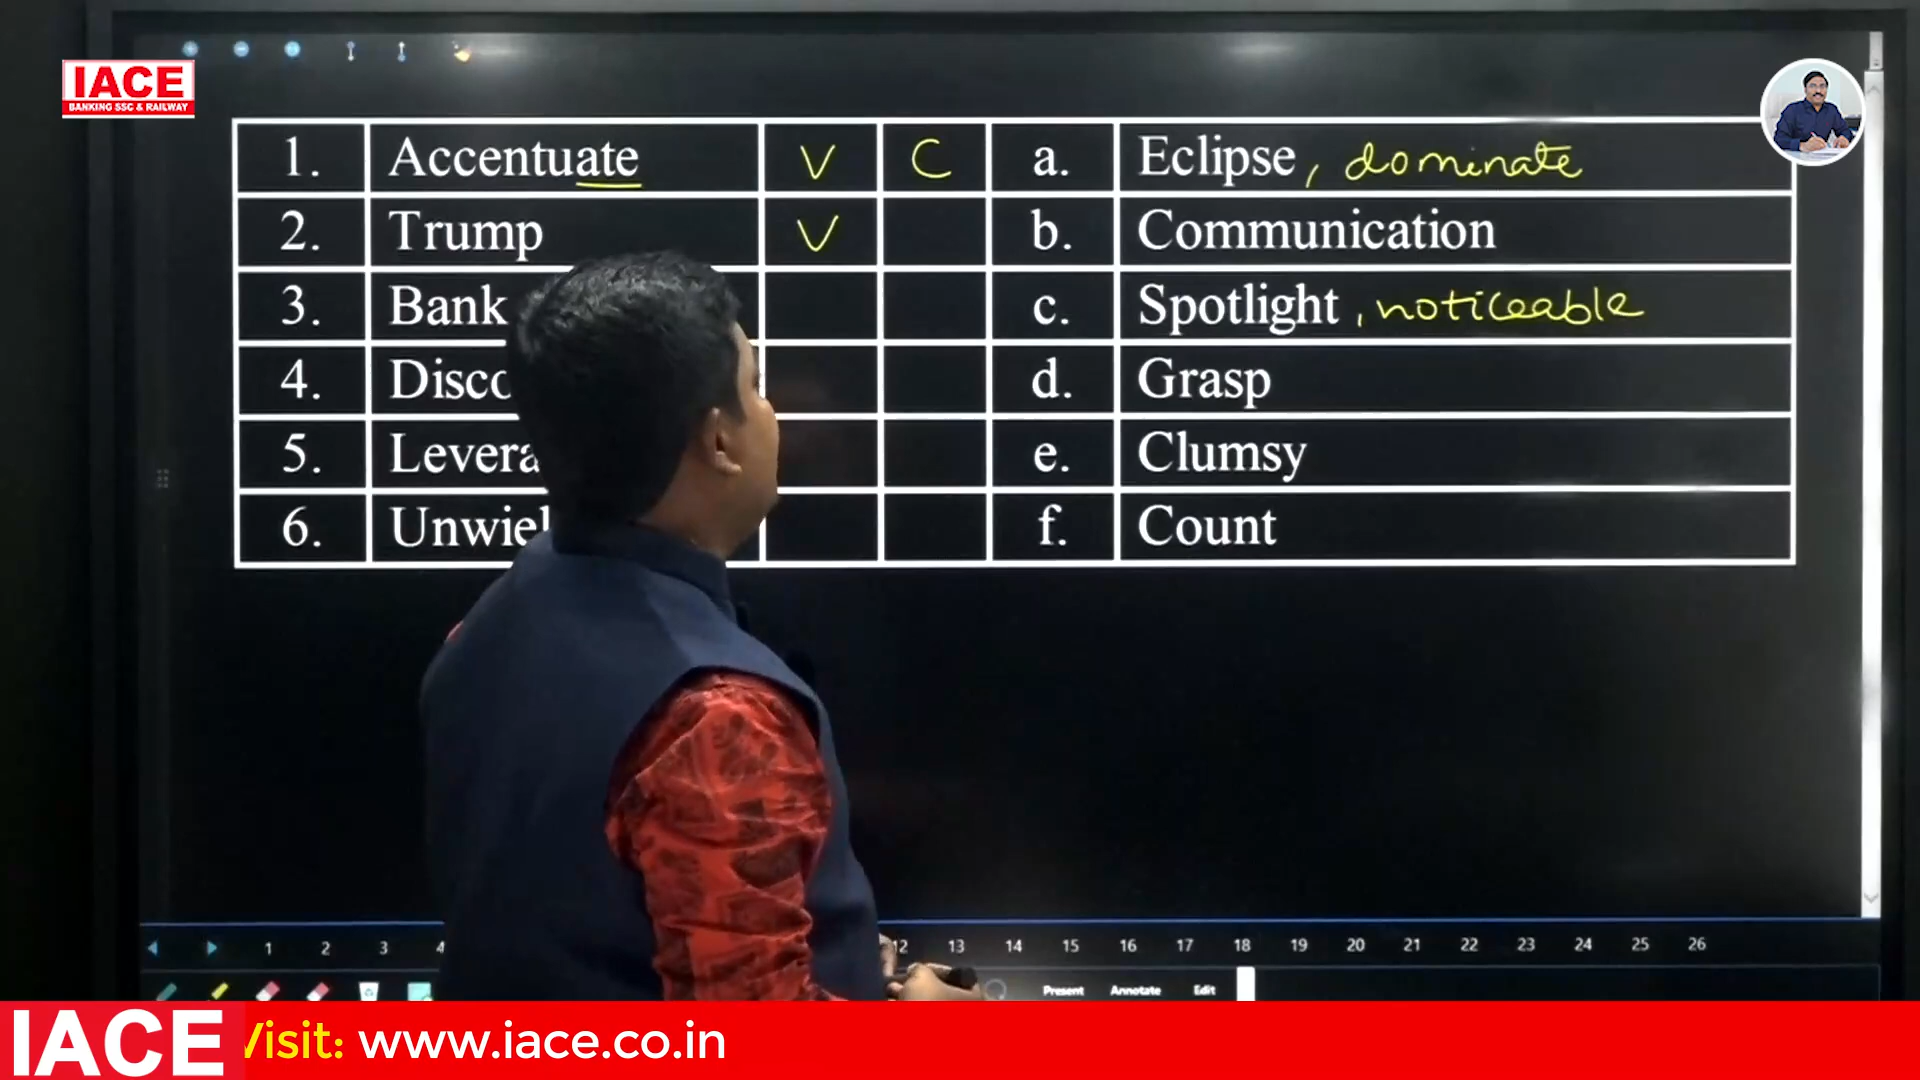 IACE
BANKING SSC & RAILWAY
1. Accentuate V C a. Eclipse, dominate
2. Trump V b. Communication
3. Bank c. Spotlight, noticeable
4. d. Grasp
5. e. Clumsy
6. f. Count
1 2 3 12 13 14 15 16 17 18 19 20 21 22 23 24 25 26
Present Annotate Edit
IACE Visit: www.iace.co.in